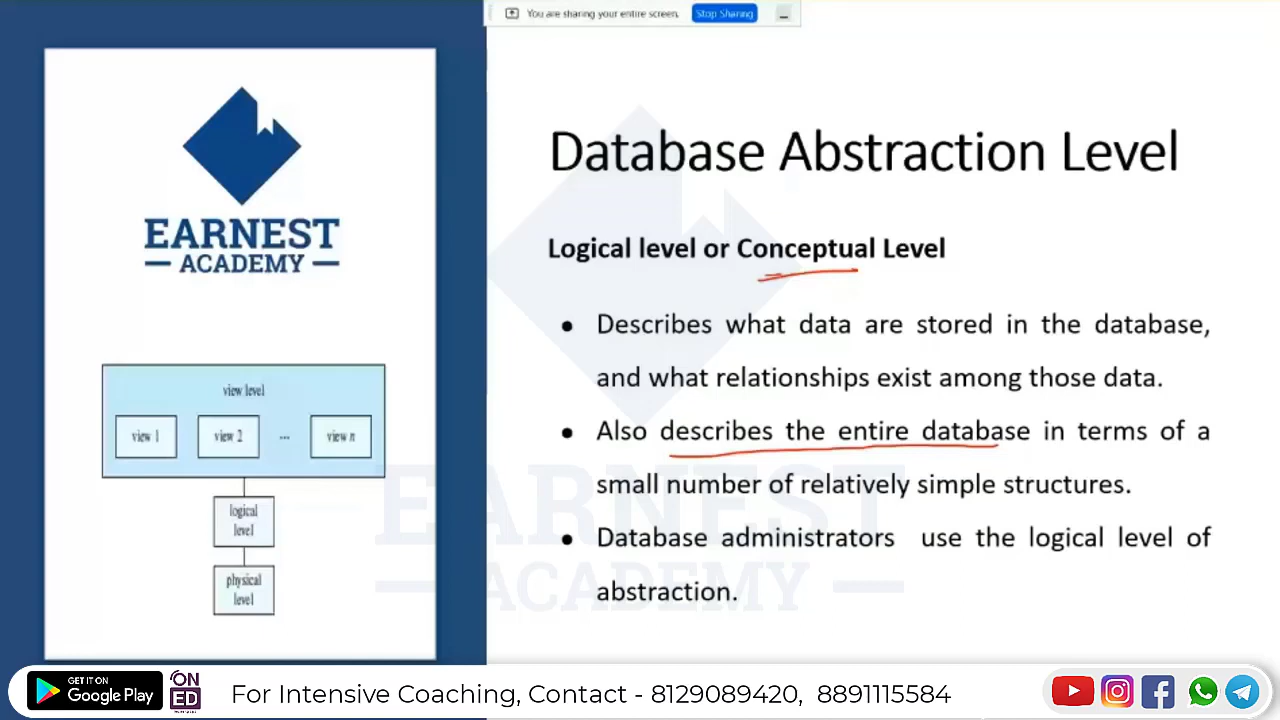 You are sharing your entire screen. Stop Sharing
EARNEST
ACADEMY
view level
view 1 view 2 ... view n
logical
level
physical
level
Database Abstraction Level
Logical level or Conceptual Level
• Describes what data are stored in the database,
and what relationships exist among those data.
• Also describes the entire database in terms of a
small number of relatively simple structures.
• Database administrators use the logical level of
abstraction.
EARNEST
ACADEMY
GET IT ON
Google Play
ON
ED
For Intensive Coaching, Contact - 8129089420, 8891115584